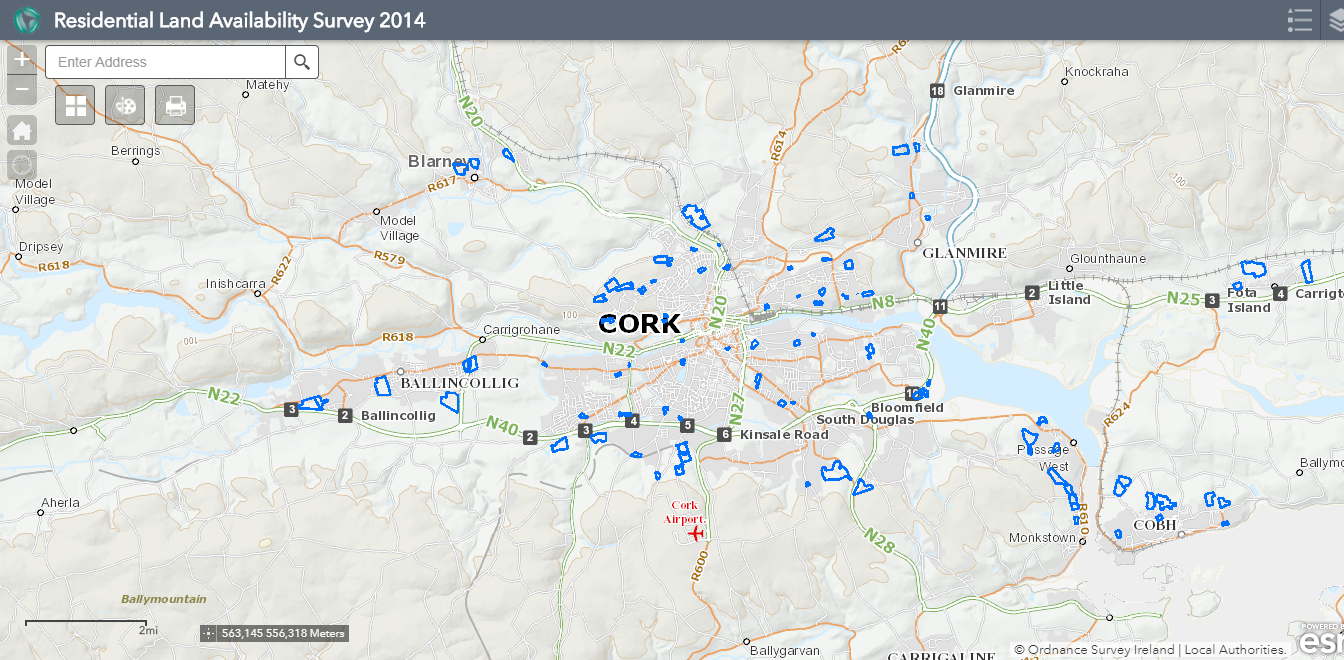 Residential Land Availability Survey 2014
Enter Address
+
−
Matehy
Berrings
Model
Village
Dripsey
R618
R622
Inishcarra
Blarney
R617
Model
Village
R579
N20
R614
18
Glanmire
Knockraha
100
GLANMIRE
Glounthaune
Little
Island
2
N25
3
Fota
Island
4
Carrigt
11
N8
N40
N20
CORK
100
N22
Carrigrohane
R618
100
BALLINCOLLIG
N22
3
2
Ballincollig
N40
2
3
4
5
6
Kinsale Road
N27
South Douglas
Bloomfield
10
R624
Passage
West
Ballymo
R610
COBH
Monkstown
N28
Cork
Airport.
R600
Aherla
Ballymountain
2mi
563,145 556,318 Meters
Ballygarvan
CARRIGALINE
POWERED B
esr
© Ordnance Survey Ireland | Local Authorities.